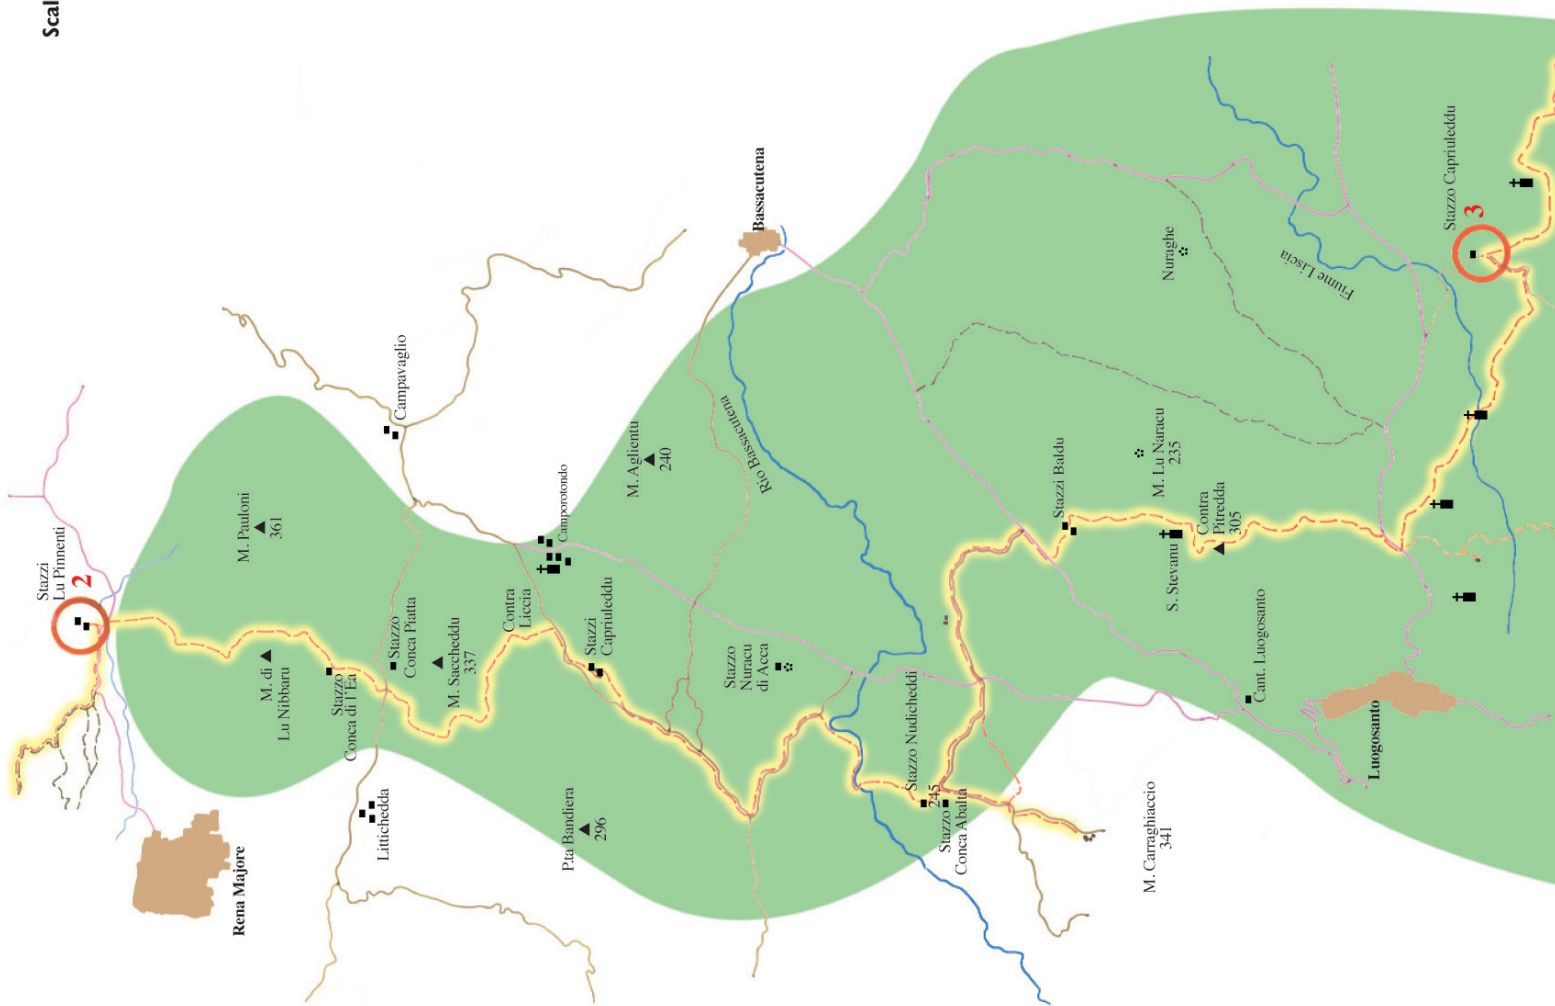 Scal
Stazzi
Lu Pinnenti
2
M. Pauloni
361
M. di
Lu Nibbaru
Stazzo
Conca di l'Ea
Stazzo
Conca Piatta
M. Saccheddu
337
Campavaglio
Rena Majore
Littichedda
Contra
Liccia
Camporotondo
Stazzi
Capriuleddu
P.ta Bandiera
296
M. Aglientu
240
Bassacutena
Rio Bassacutena
Stazzo
Nuracu
di Acca
Stazzo Nudicheddi
245
Stazzo
Conca Abalta
M. Carraghiaccio
341
Stazzi Baldu
M. Lu Naracu
235
S. Stevanu
Contra
Pitredda
305
Nuraghe
Fiume Liscia
Cant. Luogosanto
Luogosanto
Stazzo Capriuleddu
3